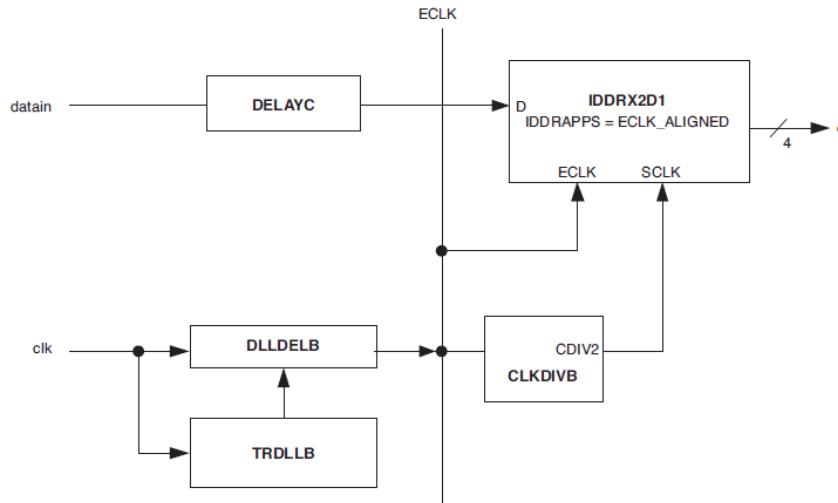 ECLK
datain
DELAYC
D
IDDRX2D1
IDDRAPPS = ECLK_ALIGNED
4
ECLK
SCLK
clk
DLLDELB
CDIV2
CLKDIVB
TRDLLB